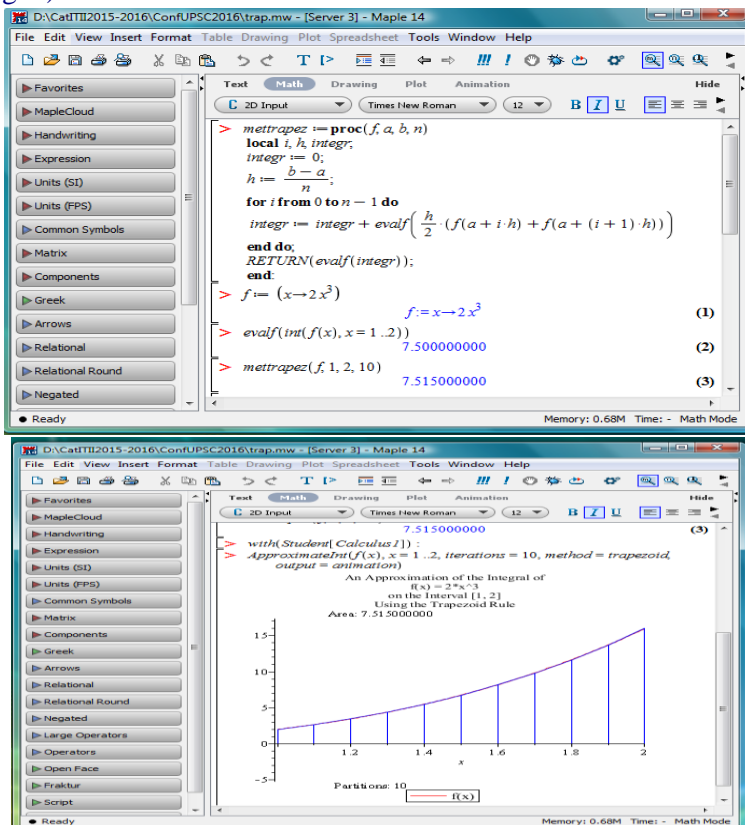 D:\CatITII2015-2016\ConfUPSC2016\trap.mw - [Server 3] - Maple 14
File Edit View Insert Format Table Drawing Plot Spreadsheet Tools Window Help
Text Math Drawing Plot Animation Hide
C 2D Input Times New Roman 12 B I U
Favorites
MapleCloud
Handwriting
Expression
Units (SI)
Units (FPS)
Common Symbols
Matrix
Components
Greek
Arrows
Relational
Relational Round
Negated
> mettrapez := proc(f, a, b, n)
local i, h, integr;
integr := 0;
h := (b − a)/n;
for i from 0 to n − 1 do
integr := integr + evalf(h/2 · (f(a + i·h) + f(a + (i + 1)·h)))
end do;
RETURN(evalf(integr));
end:
> f := (x→2 x³)
f := x→2 x³ (1)
> evalf(int(f(x), x = 1 ..2))
7.500000000 (2)
> mettrapez(f, 1, 2, 10)
7.515000000 (3)
Ready Memory: 0.68M Time: - Math Mode
D:\CatITII2015-2016\ConfUPSC2016\trap.mw - [Server 3] - Maple 14
File Edit View Insert Format Table Drawing Plot Spreadsheet Tools Window Help
Text Math Drawing Plot Animation Hide
C 2D Input Times New Roman 12 B I U
Favorites
MapleCloud
Handwriting
Expression
Units (SI)
Units (FPS)
Common Symbols
Matrix
Components
Greek
Arrows
Relational
Relational Round
Negated
Large Operators
Operators
Open Face
Fraktur
Script
7.515000000 (3)
> with(Student[Calculus1]) :
> ApproximateInt(f(x), x = 1 ..2, iterations = 10, method = trapezoid,
output = animation)
An Approximation of the Integral of
f(x) = 2*x^3
on the Interval [1, 2]
Using the Trapezoid Rule
Area: 7.515000000
15
10
5
0
-5
1.2 1.4 1.6 1.8 2
x
Partitions: 10
f(x)
Ready Memory: 0.68M Time: - Math Mode